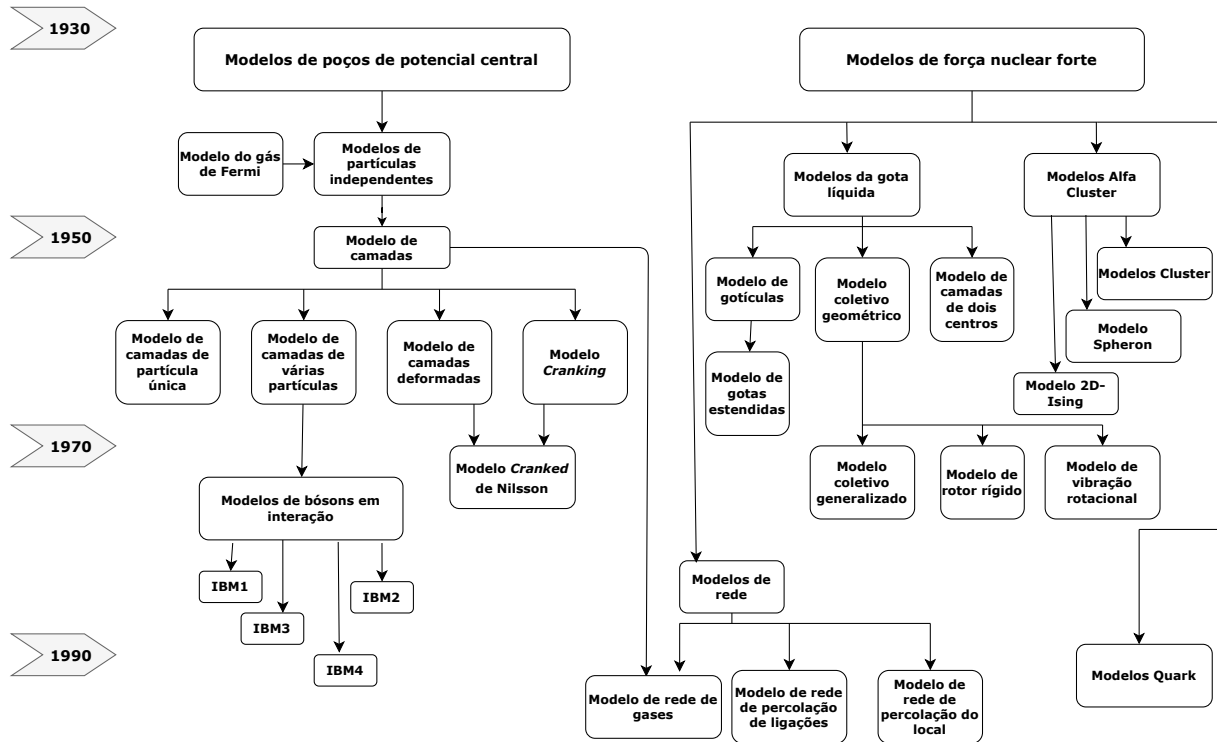 1930
Modelos de poços de potencial central
Modelos de força nuclear forte
Modelo do gás
de Fermi
Modelos de
partículas
independentes
Modelos da gota
líquida
Modelos Alfa
Cluster
1950
Modelo de
camadas
Modelo de
gotículas
Modelo
coletivo
geométrico
Modelo de
camadas
de dois
centros
Modelos Cluster
Modelo de
camadas de
partícula
única
Modelo de
camadas de
várias
partículas
Modelo de
camadas
deformadas
Modelo
Cranking
Modelo
Spheron
Modelo de
gotas
estendidas
Modelo 2D-
Ising
1970
Modelo Cranked
de Nilsson
Modelo
coletivo
generalizado
Modelo de
rotor rígido
Modelo de
vibração
rotacional
Modelos de bósons em
interação
IBM1
IBM2
IBM3
IBM4
Modelos de
rede
1990
Modelo de rede de
gases
Modelo de rede
de percolação
de ligações
Modelo de
rede de
percolação do
local
Modelos Quark